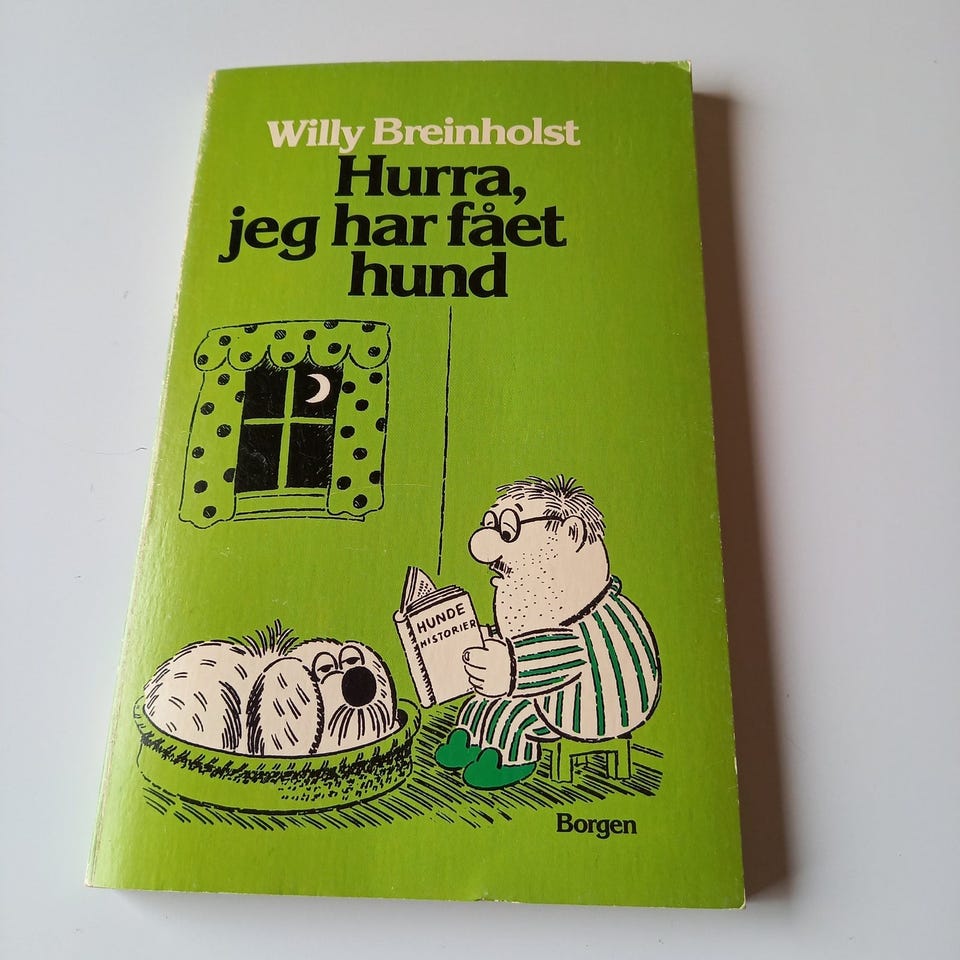 Willy Breinholst
Hurra,
jeg har fået
hund
HUNDE
HISTORIER
Borgen